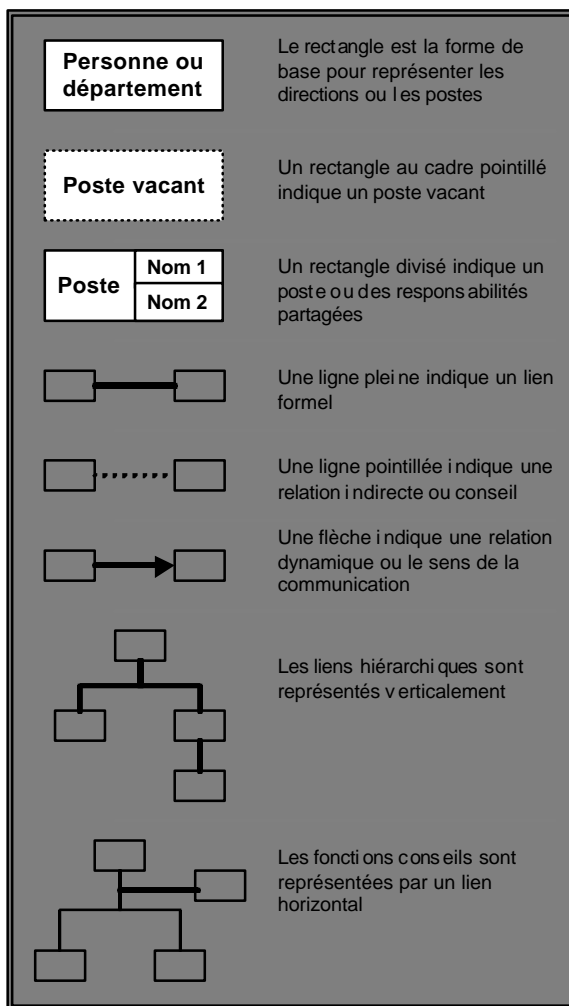 Personne ou
département
Le rectangle est la forme de
base pour représenter les
directions ou les postes
Poste vacant
Un rectangle au cadre pointillé
indique un poste vacant
Poste
Nom 1
Nom 2
Un rectangle divisé indique un
poste ou des responsabilités
partagées
Une ligne pleine indique un lien
formel
Une ligne pointillée indique une
relation indirecte ou conseil
Une flèche indique une relation
dynamique ou le sens de la
communication
Les liens hiérarchiques sont
représentés verticalement
Les fonctions conseils sont
représentées par un lien
horizontal